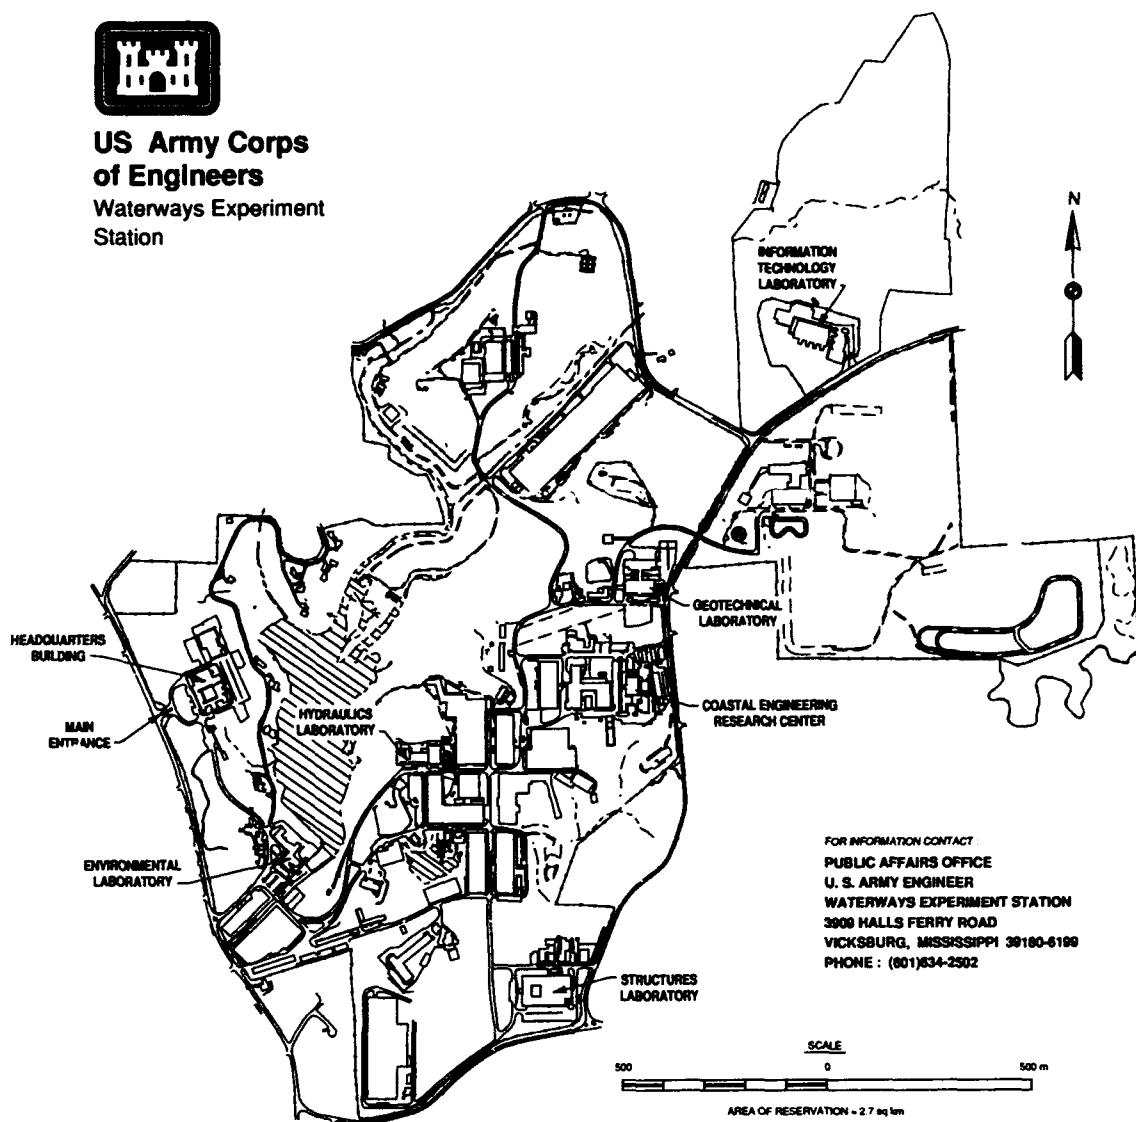 US Army Corps
of Engineers
Waterways Experiment
Station
N
INFORMATION
TECHNOLOGY
LABORATORY
GEOTECHNICAL
LABORATORY
HEADQUARTERS
BUILDING
MAIN
ENTRANCE
HYDRAULICS
LABORATORY
COASTAL ENGINEERING
RESEARCH CENTER
ENVIRONMENTAL
LABORATORY
STRUCTURES
LABORATORY
FOR INFORMATION CONTACT
PUBLIC AFFAIRS OFFICE
U. S. ARMY ENGINEER
WATERWAYS EXPERIMENT STATION
3909 HALLS FERRY ROAD
VICKSBURG, MISSISSIPPI 39180-6199
PHONE : (601)634-2502
SCALE
500 0 500 m
AREA OF RESERVATION = 2.7 sq km